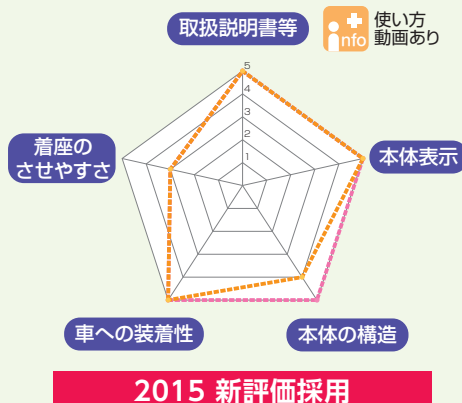 取扱説明書等
info
使い方
動画あり
5
4
3
2
1
着座の
させやすさ
本体表示
車への装着性
本体の構造
2015 新評価採用